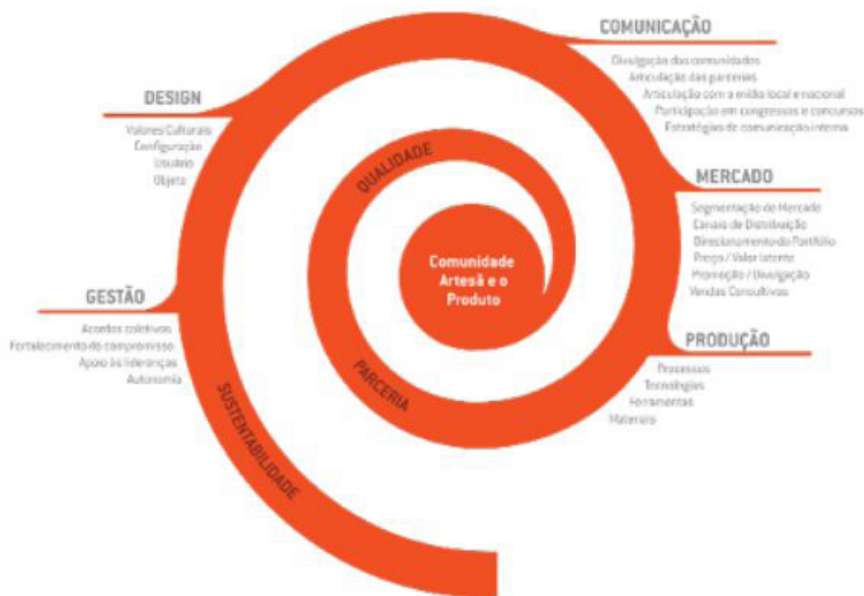 COMUNICAÇÃO
Divulgação das comunidades
Articulação das parcerias
Articulação com a mídia local e nacional
Participação em congressos e concursos
Estratégias de comunicação interna
DESIGN
Valores Culturais
Configuração
Usuário
Objeto
QUALIDADE
MERCADO
Segmentação de Mercado
Canais de Distribuição
Direcionamento do Portfólio
Preço / Valor latente
Promoção / Divulgação
Vendas Consultivas
Comunidade
Artesã e o
Produto
GESTÃO
Acordos coletivos
Fortalecimento do compromisso
Apoio às lideranças
Autonomia
PRODUÇÃO
Processos
Tecnologias
Ferramentas
Materiais
PARCERIA
SUSTENTABILIDADE